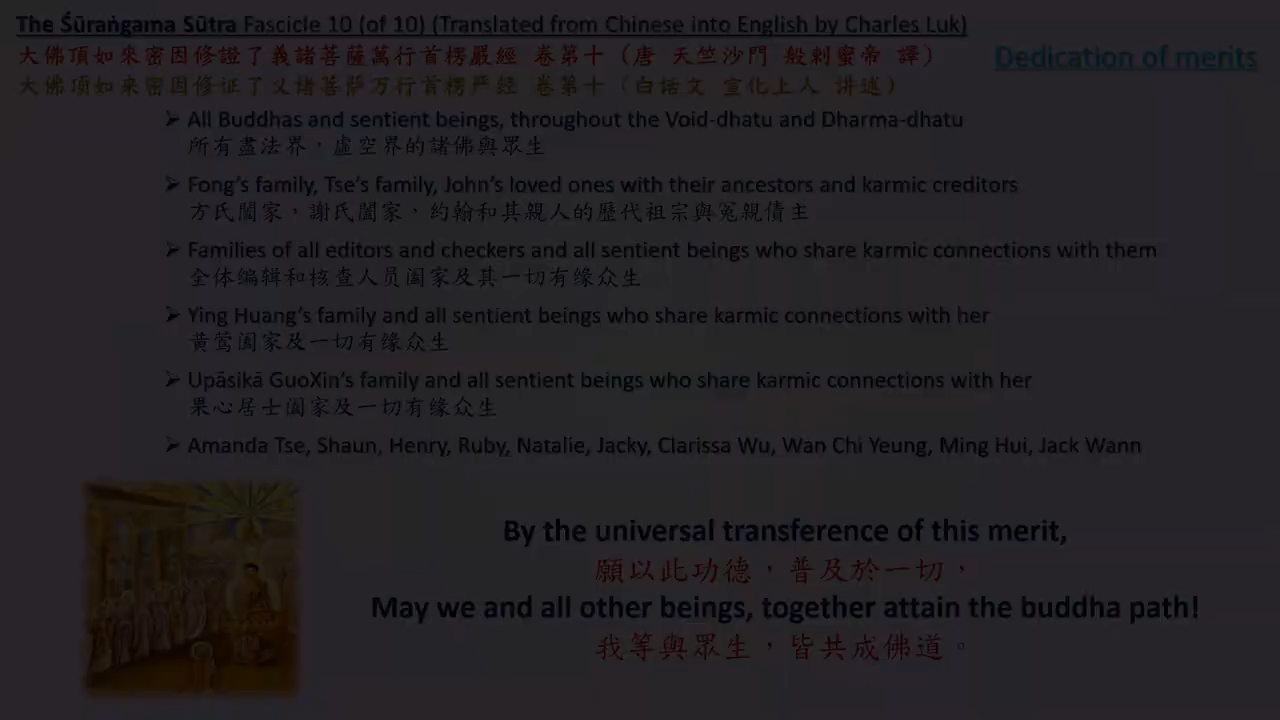 The Śūraṅgama Sūtra Fascicle 10 (of 10) (Translated from Chinese into English by Charles Luk)
大佛頂如來密因修證了義諸菩薩萬行首楞嚴經 卷第十（唐 天竺沙門 般剌蜜帝 譯）
Dedication of merits
大佛頂如來密因修证了义諸菩萨万行首楞严经 卷第十（白话文 宣化上人 讲述）
➢ All Buddhas and sentient beings, throughout the Void-dhatu and Dharma-dhatu
所有盡法界，虛空界的諸佛與眾生
➢ Fong's family, Tse's family, John's loved ones with their ancestors and karmic creditors
方氏闔家，謝氏闔家，約翰和其親人的歷代祖宗與冤親債主
➢ Families of all editors and checkers and all sentient beings who share karmic connections with them
全体编辑和核查人员阖家及其一切有缘众生
➢ Ying Huang's family and all sentient beings who share karmic connections with her
黄莺阖家及一切有缘众生
➢ Upāsikā GuoXin's family and all sentient beings who share karmic connections with her
果心居士阖家及一切有缘众生
➢ Amanda Tse, Shaun, Henry, Ruby, Natalie, Jacky, Clarissa Wu, Wan Chi Yeung, Ming Hui, Jack Wann
By the universal transference of this merit,
願以此功德，普及於一切，
May we and all other beings, together attain the buddha path!
我等與眾生，皆共成佛道。